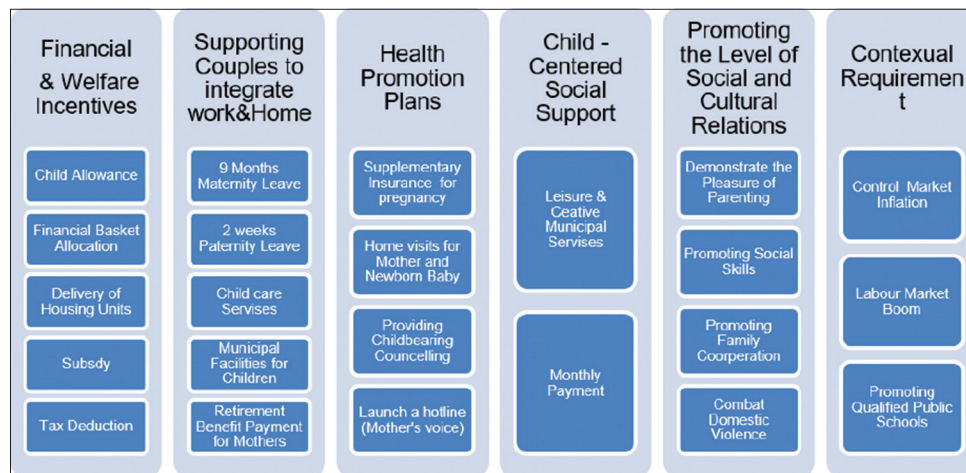 Financial
& Welfare
Incentives
Child Allowance
Financial Basket
Allocation
Delivery of
Housing Units
Subsdy
Tax Deduction
Supporting
Couples to
integrate
work&Home
9 Months
Maternity Leave
2 weeks
Paternity Leave
Child care
Servises
Municipal
Facilities for
Children
Retirement
Benefit Payment
for Mothers
Health
Promotion
Plans
Supplementary
Insurance for
pregnancy
Home visits for
Mother and
Newborn Baby
Providing
Childbearing
Councelling
Launch a hotline
(Mother's voice)
Child -
Centered
Social
Support
Leisure &
Ceative
Municipal
Servises
Monthly
Payment
Promoting
the Level of
Social and
Cultural
Relations
Demonstrate the
Pleasure of
Parenting
Promoting Social
Skills
Promoting
Family
Coorperation
Combat
Domestic
Violence
Contexual
Requiremen
t
Control Market
Inflation
Labour Market
Boom
Promoting
Qualified Public
Schools